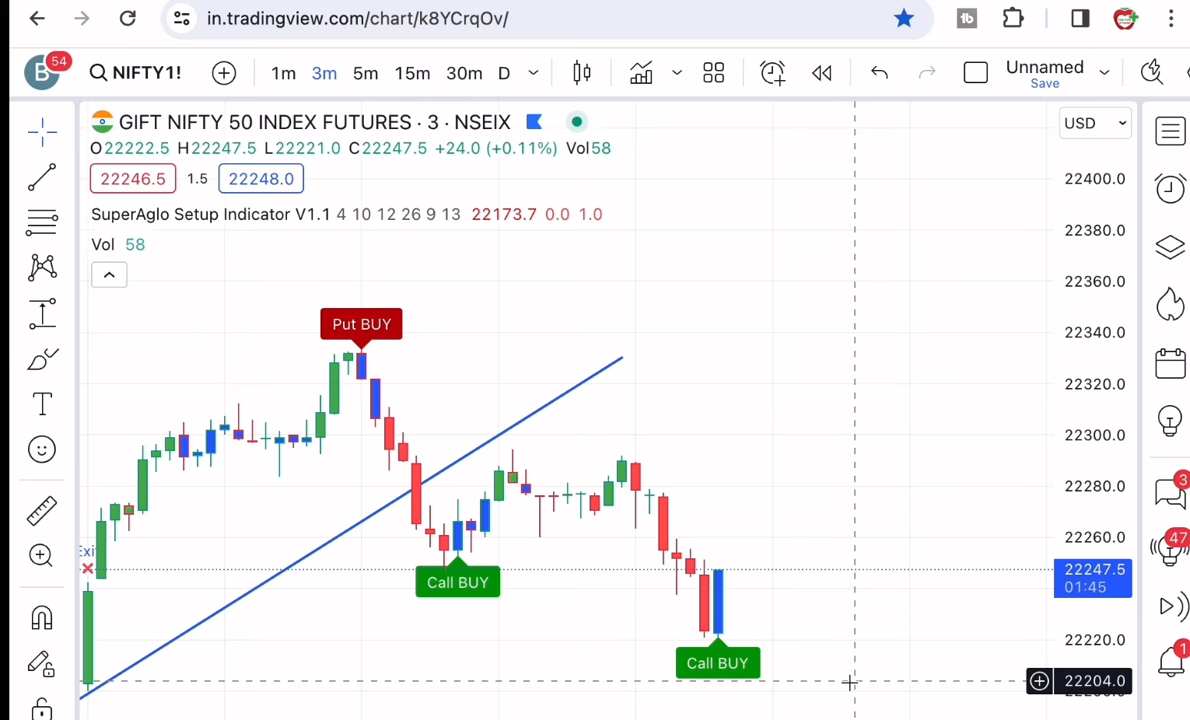 in.tradingview.com/chart/k8YCrqOv/
B 54 NIFTY1! 1m 3m 5m 15m 30m D Unnamed
Save
GIFT NIFTY 50 INDEX FUTURES · 3 · NSEIX USD
O22222.5 H22247.5 L22221.0 C22247.5 +24.0 (+0.11%) Vol58
22246.5 1.5 22248.0
22400.0
SuperAglo Setup Indicator V1.1 4 10 12 26 9 13 22173.7 0.0 1.0
22380.0
Vol 58
22360.0
Put BUY
22340.0
22320.0
22300.0
22280.0
3
22260.0
47
Exi
22247.5
01:45
Call BUY
22220.0
1
Call BUY
22204.0
T